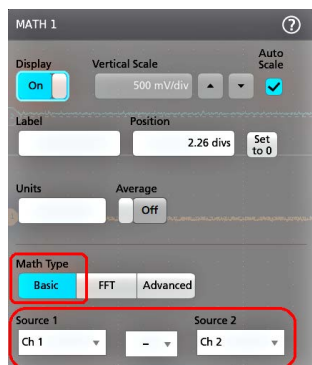 MATH 1 ?
Display Vertical Scale Auto Scale
On 500 mV/div
Label Position
2.26 divs Set to 0
Units Average
Off
Math Type
Basic FFT Advanced
Source 1 Source 2
Ch 1 – Ch 2